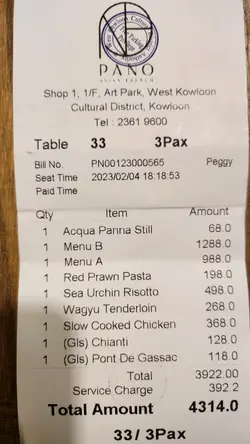 PANO
Shop 1, 1/F, Art Park, West Kowloon
Cultural District, Kowloon
Tel : 2361 9600
Table 33 3Pax
Bill No. PN00123000565 Peggy
Seat Time 2023/02/04 18:18:53
Paid Time
Qty Item Amount
1 Acqua Panna Still 68.0
1 Menu B 1288.0
1 Menu A 988.0
1 Red Prawn Pasta 198.0
1 Sea Urchin Risotto 498.0
1 Wagyu Tenderloin 268.0
1 Slow Cooked Chicken 368.0
1 (Gls) Chianti 128.0
1 (Gls) Pont De Gassac 118.0
Total 3922.00
Service Charge 392.2
Total Amount 4314.0
33 / 3Pax